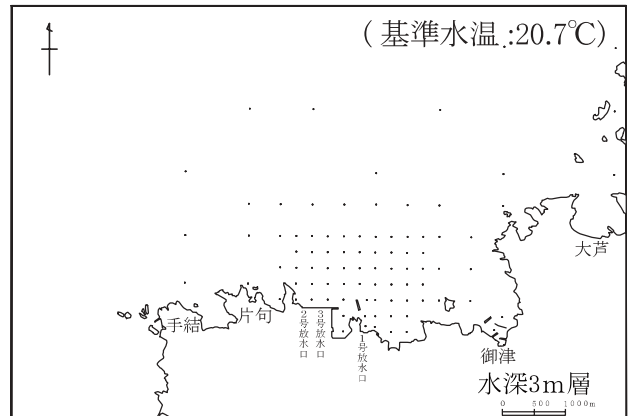 (基準水温:20.7℃)
大芦
手結
片句
2号放水口
3号放水口
1号放水口
御津
水深3m層
0 500 1000m